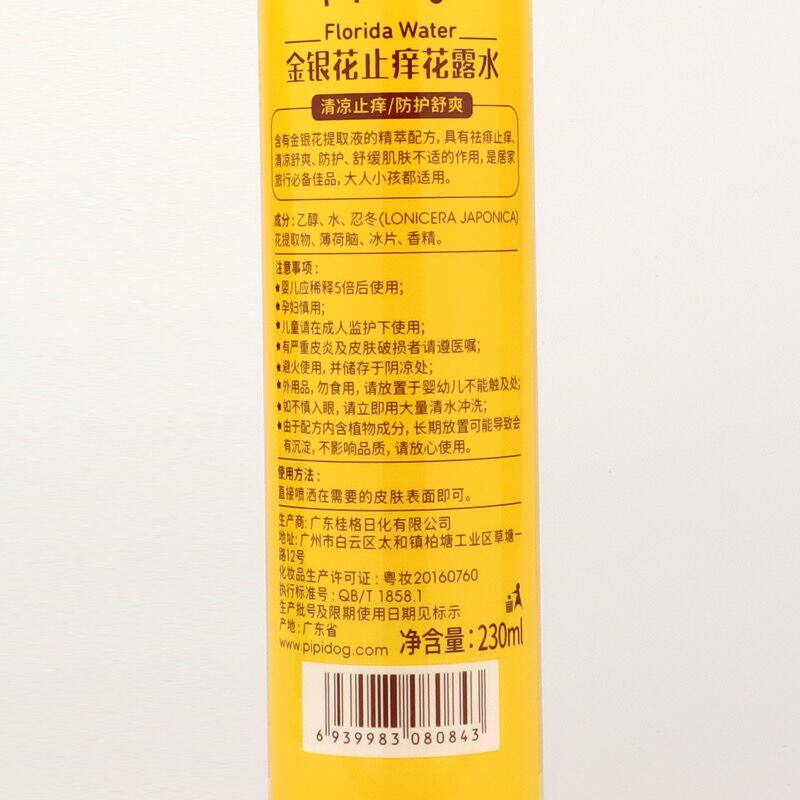 Florida Water
金银花止痒花露水
清凉止痒/防护舒爽
含有金银花提取液的精萃配方,具有祛痱止痒、
清凉舒爽、防护、舒缓肌肤不适的作用,是居家
旅行必备佳品,大人小孩都适用。
成分:乙醇、水、忍冬(LONICERA JAPONICA)
花提取物、薄荷脑、冰片、香精。
注意事项:
婴儿应稀释5倍后使用;
孕妇慎用;
儿童请在成人监护下使用;
有严重皮炎及皮肤破损者请遵医嘱;
避火使用,并储存于阴凉处;
外用品,勿食用,请放置于婴幼儿不能触及处;
如不慎入眼,请立即用大量清水冲洗;
由于配方内含植物成分,长期放置可能导致会
有沉淀,不影响品质,请放心使用。
使用方法:
直接喷洒在需要的皮肤表面即可。
生产商:广东桂格日化有限公司
地址:广州市白云区太和镇柏塘工业区草塘一
路12号
化妆品生产许可证:粤妆20160760
执行标准号:QB/T 1858.1
生产批号及限期使用日期见标示
产地:广东省
www.pipidog.com 净含量:230ml
6 939983 080843